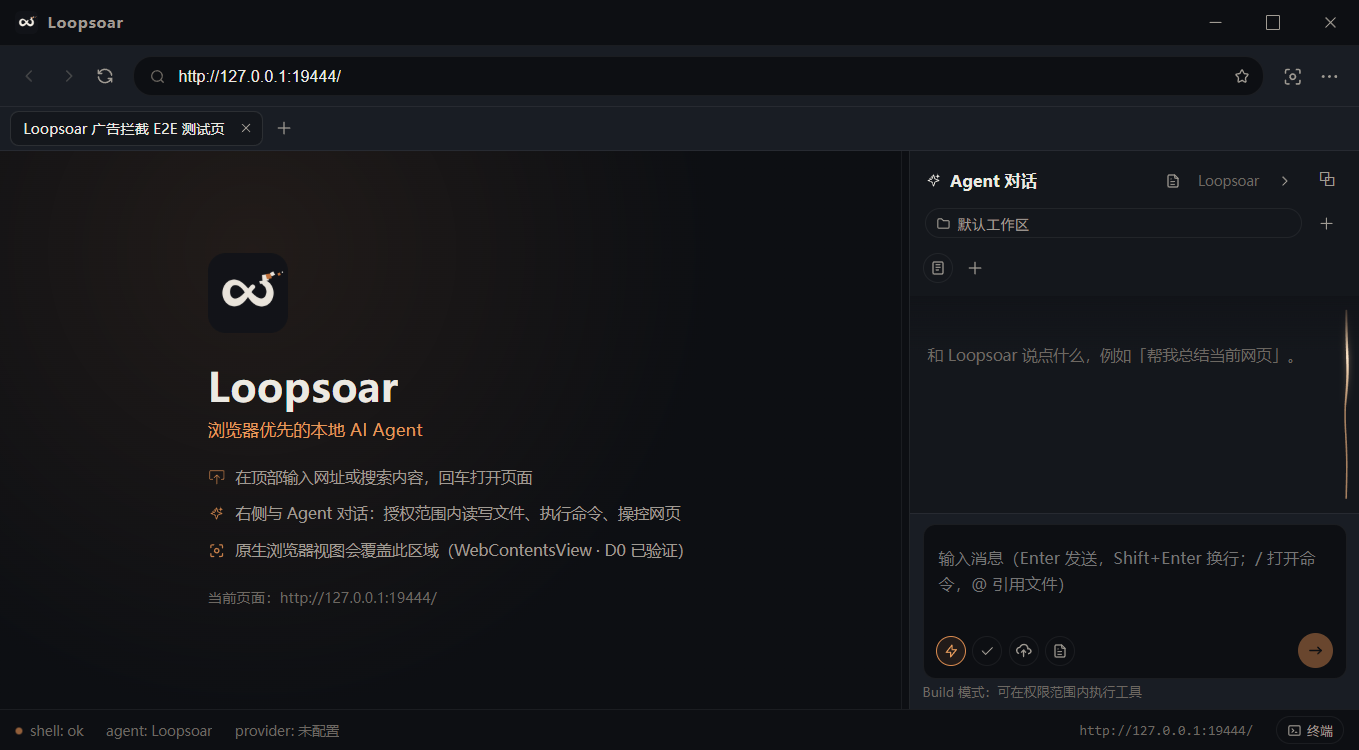 Loopsoar
http://127.0.0.1:19444/
Loopsoar 广告拦截 E2E 测试页
Loopsoar
浏览器优先的本地 AI Agent
在顶部输入网址或搜索内容，回车打开页面
右侧与 Agent 对话：授权范围内读写文件、执行命令、操控网页
原生浏览器视图会覆盖此区域（WebContentsView · D0 已验证）
当前页面：http://127.0.0.1:19444/
Agent 对话
Loopsoar
默认工作区
和 Loopsoar 说点什么，例如「帮我总结当前网页」。
输入消息（Enter 发送，Shift+Enter 换行；/ 打开命
令，@ 引用文件）
Build 模式：可在权限范围内执行工具
shell: ok
agent: Loopsoar
provider: 未配置
http://127.0.0.1:19444/
终端